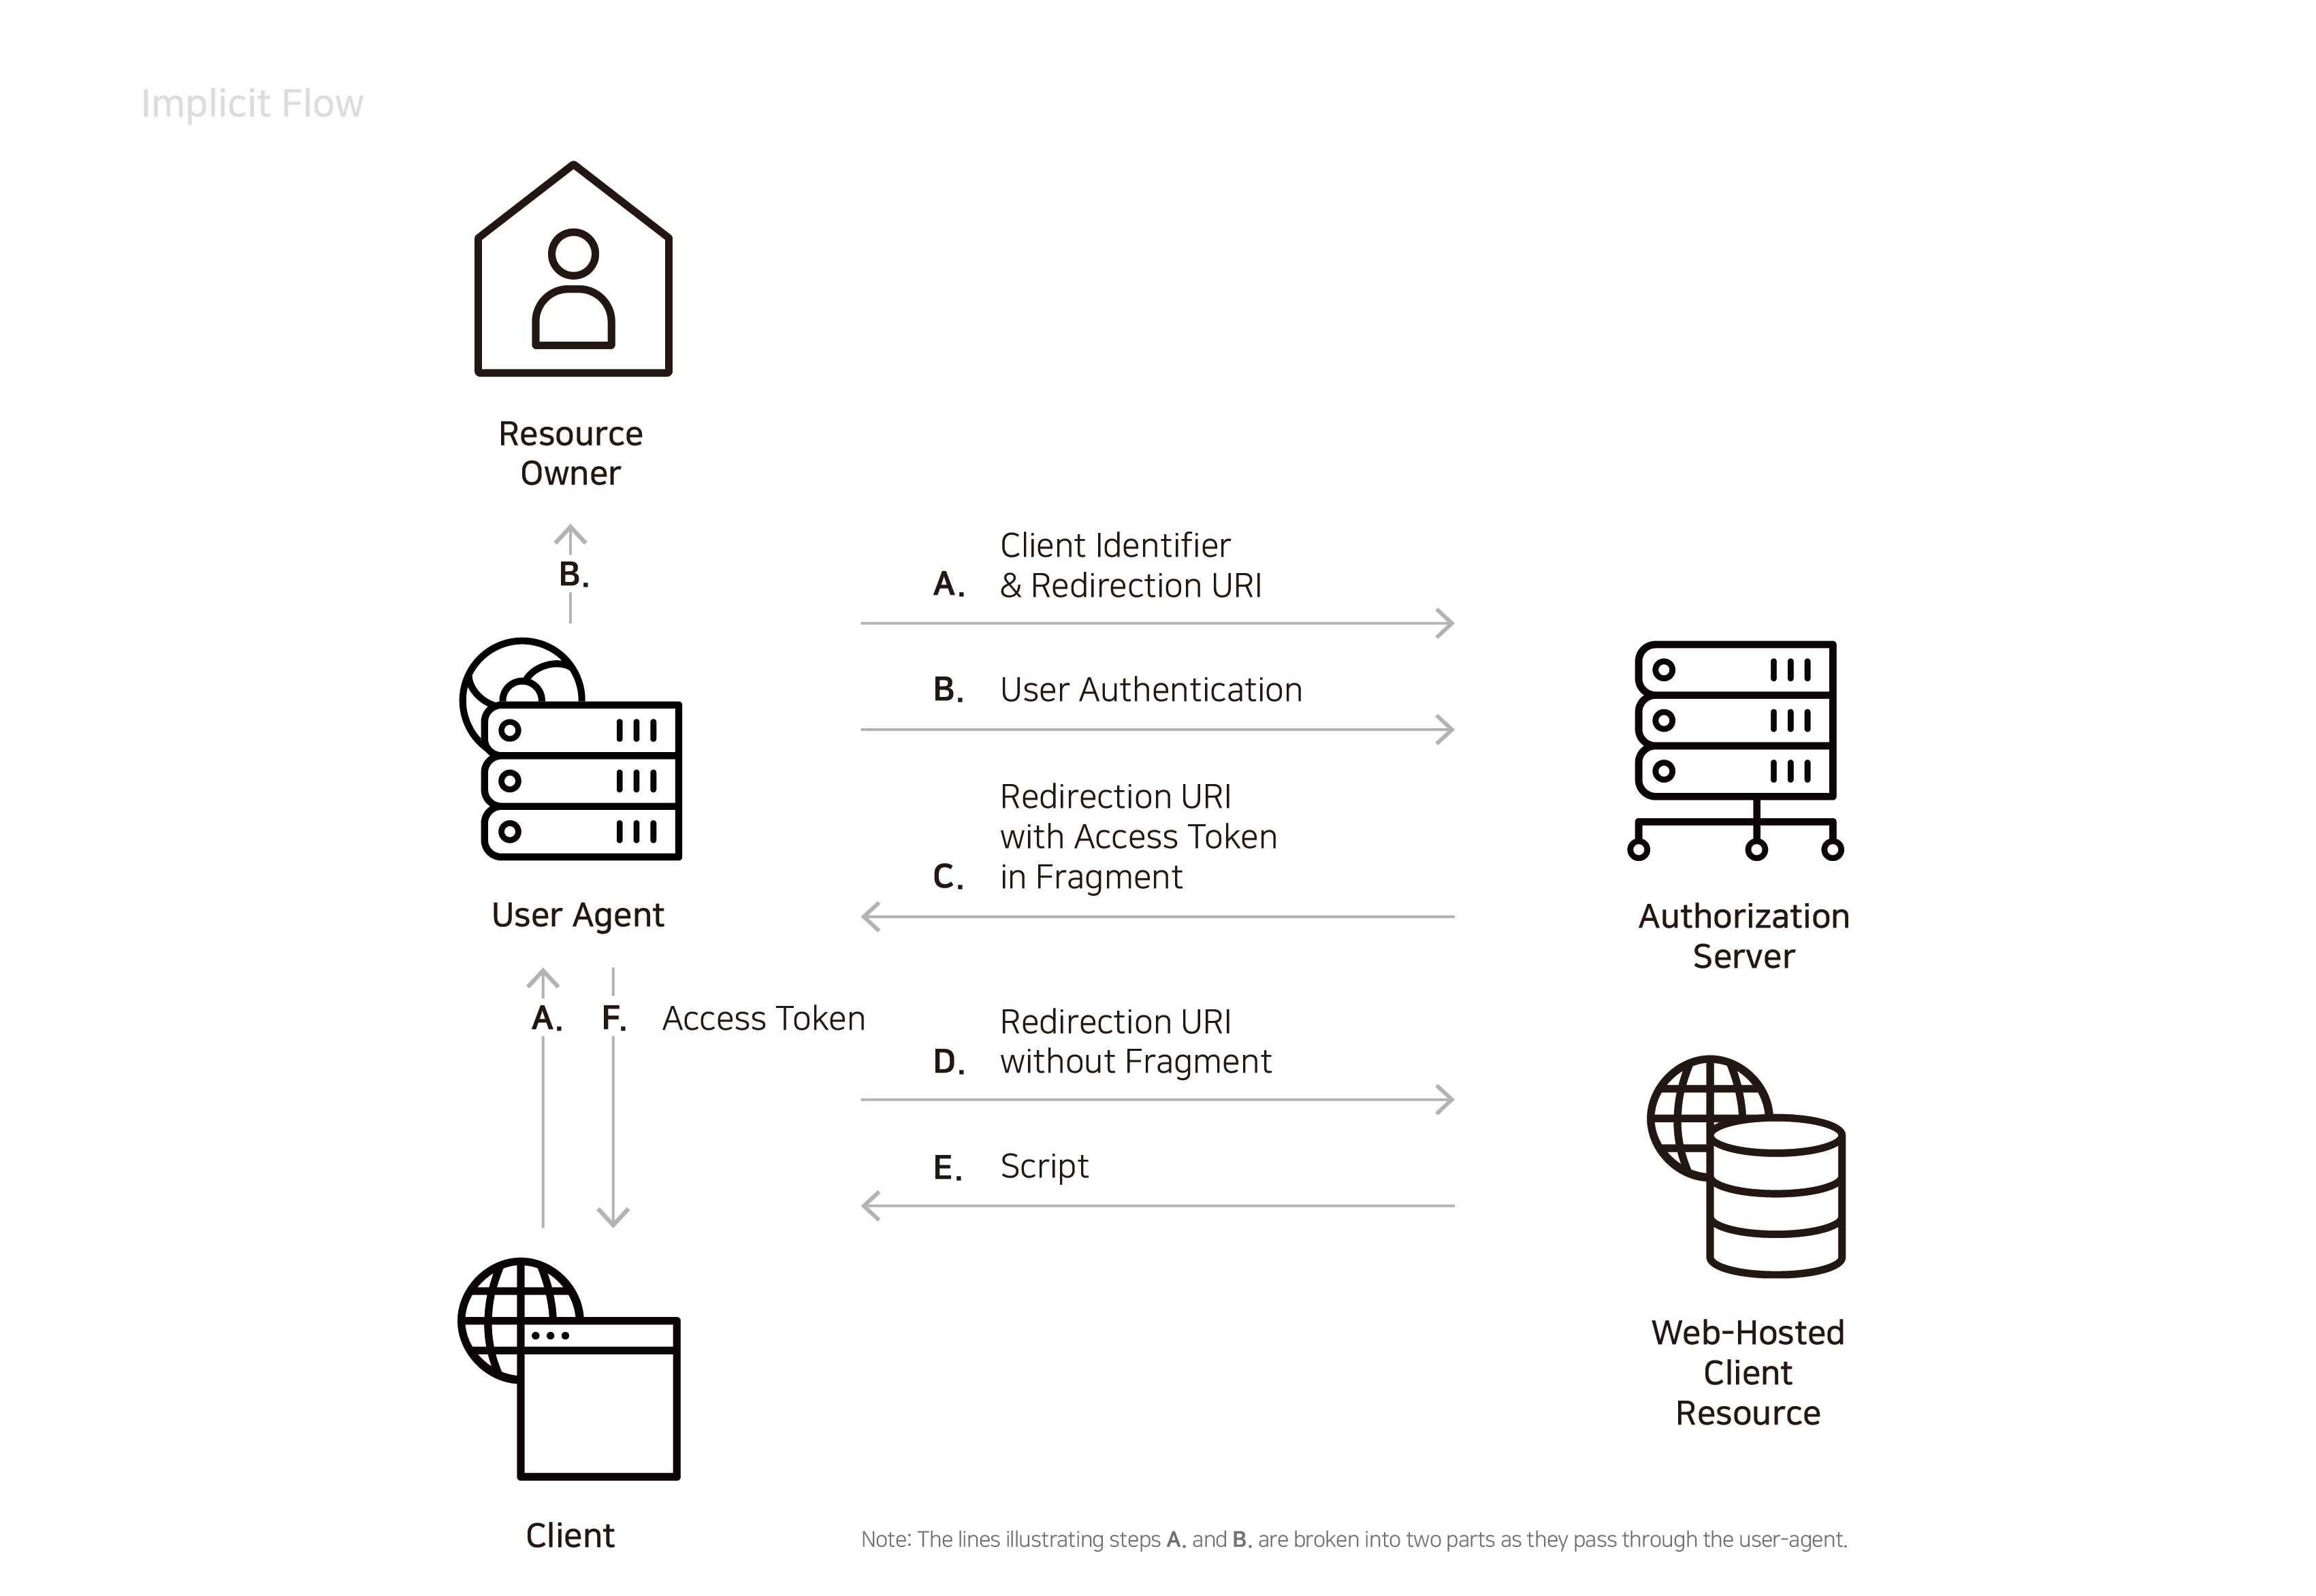 Implicit Flow
Resource
Owner
B.
Client Identifier
A. & Redirection URI
B. User Authentication
Redirection URI
with Access Token
C. in Fragment
User Agent
Authorization
Server
A. F. Access Token
Redirection URI
D. without Fragment
E. Script
Web-Hosted
Client
Resource
Client
Note: The lines illustrating steps A. and B. are broken into two parts as they pass through the user-agent.